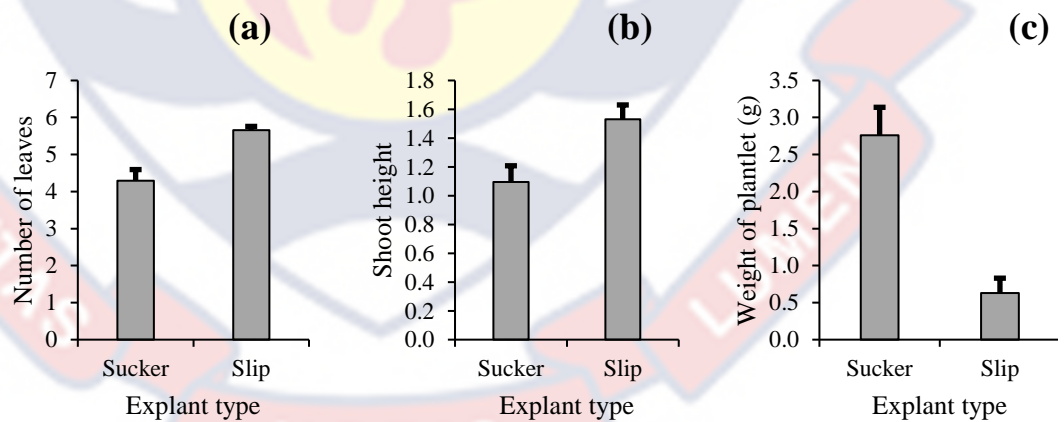 (a)
Number of leaves
7
6
5
4
3
2
1
0
Sucker Slip
Explant type
(b)
Shoot height
1.8
1.6
1.4
1.2
1.0
0.8
0.6
0.4
0.2
0.0
Sucker Slip
Explant type
(c)
Weight of plantlet (g)
3.5
3.0
2.5
2.0
1.5
1.0
0.5
0.0
Sucker Slip
Explant type
LUMEN